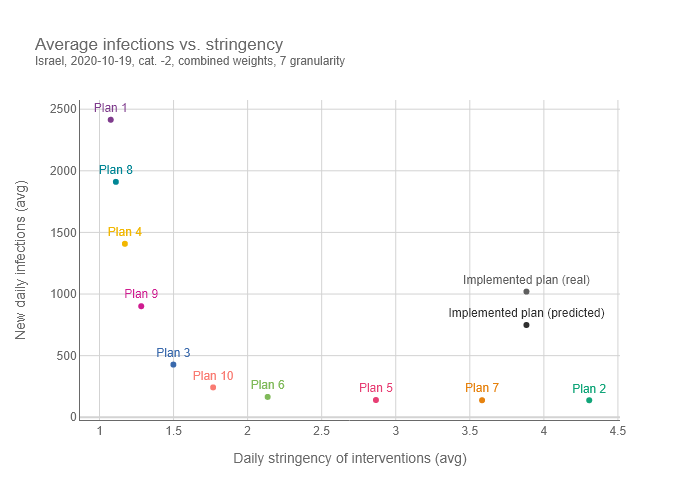 Average infections vs. stringency
Israel, 2020-10-19, cat. -2, combined weights, 7 granularity
New daily infections (avg)
2500
2000
1500
1000
500
0
Plan 1
Plan 8
Plan 4
Plan 9
Implemented plan (real)
Implemented plan (predicted)
Plan 3
Plan 10
Plan 6
Plan 5
Plan 7
Plan 2
1
1.5
2
2.5
3
3.5
4
4.5
Daily stringency of interventions (avg)